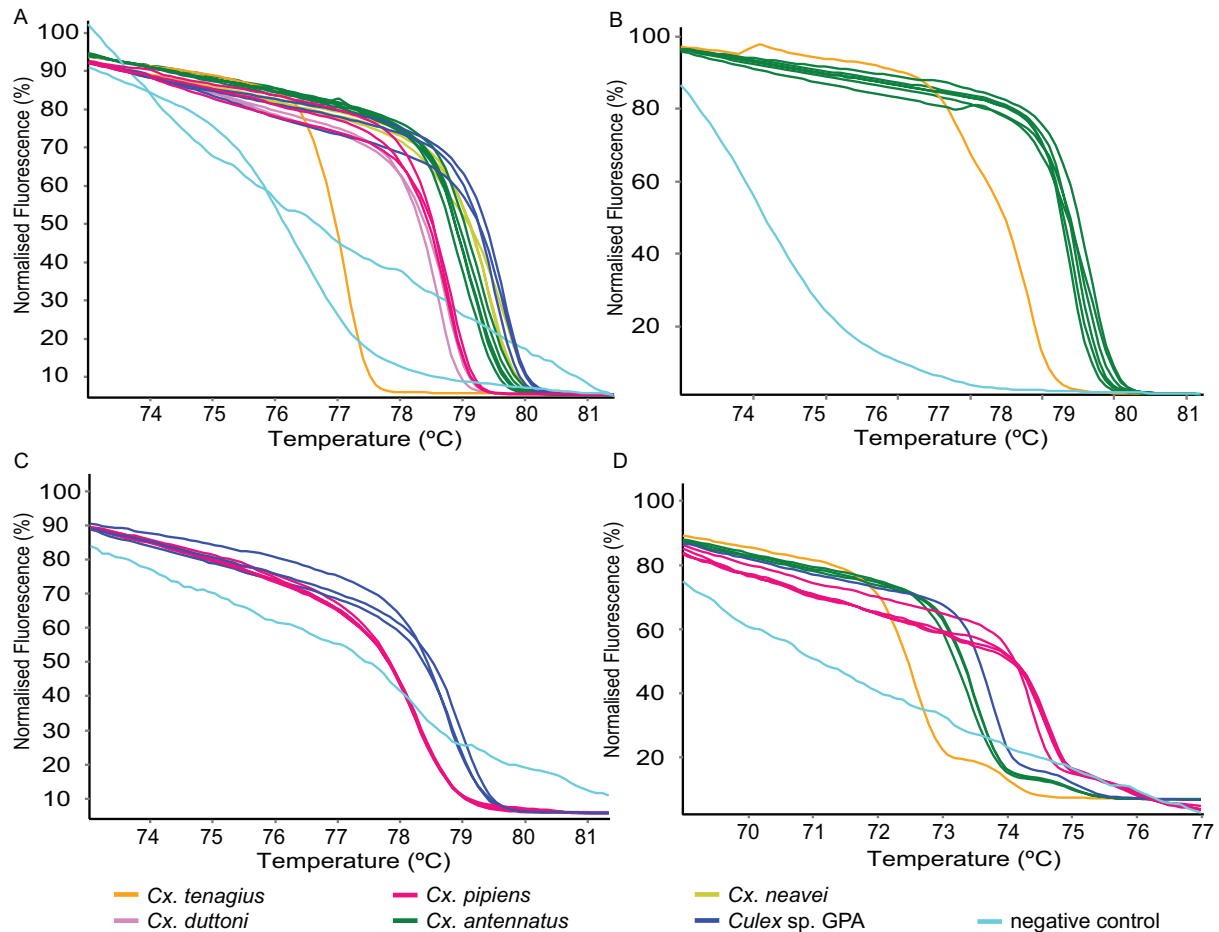 A
Normalised Fluorescence (%)
100
90
80
70
60
50
40
30
20
10
74 75 76 77 78 79 80 81
Temperature (ºC)
B
Normalised Fluorescence (%)
100
80
60
40
20
74 75 76 77 78 79 80 81
Temperature (ºC)
C
Normalised Fluorescence (%)
100
90
80
70
60
50
40
30
20
10
74 75 76 77 78 79 80 81
Temperature (ºC)
D
Normalised Fluorescence (%)
100
80
60
40
20
70 71 72 73 74 75 76 77
Temperature (ºC)
Cx. tenagius Cx. pipiens Cx. neavei
Cx. duttoni Cx. antennatus Culex sp. GPA negative control